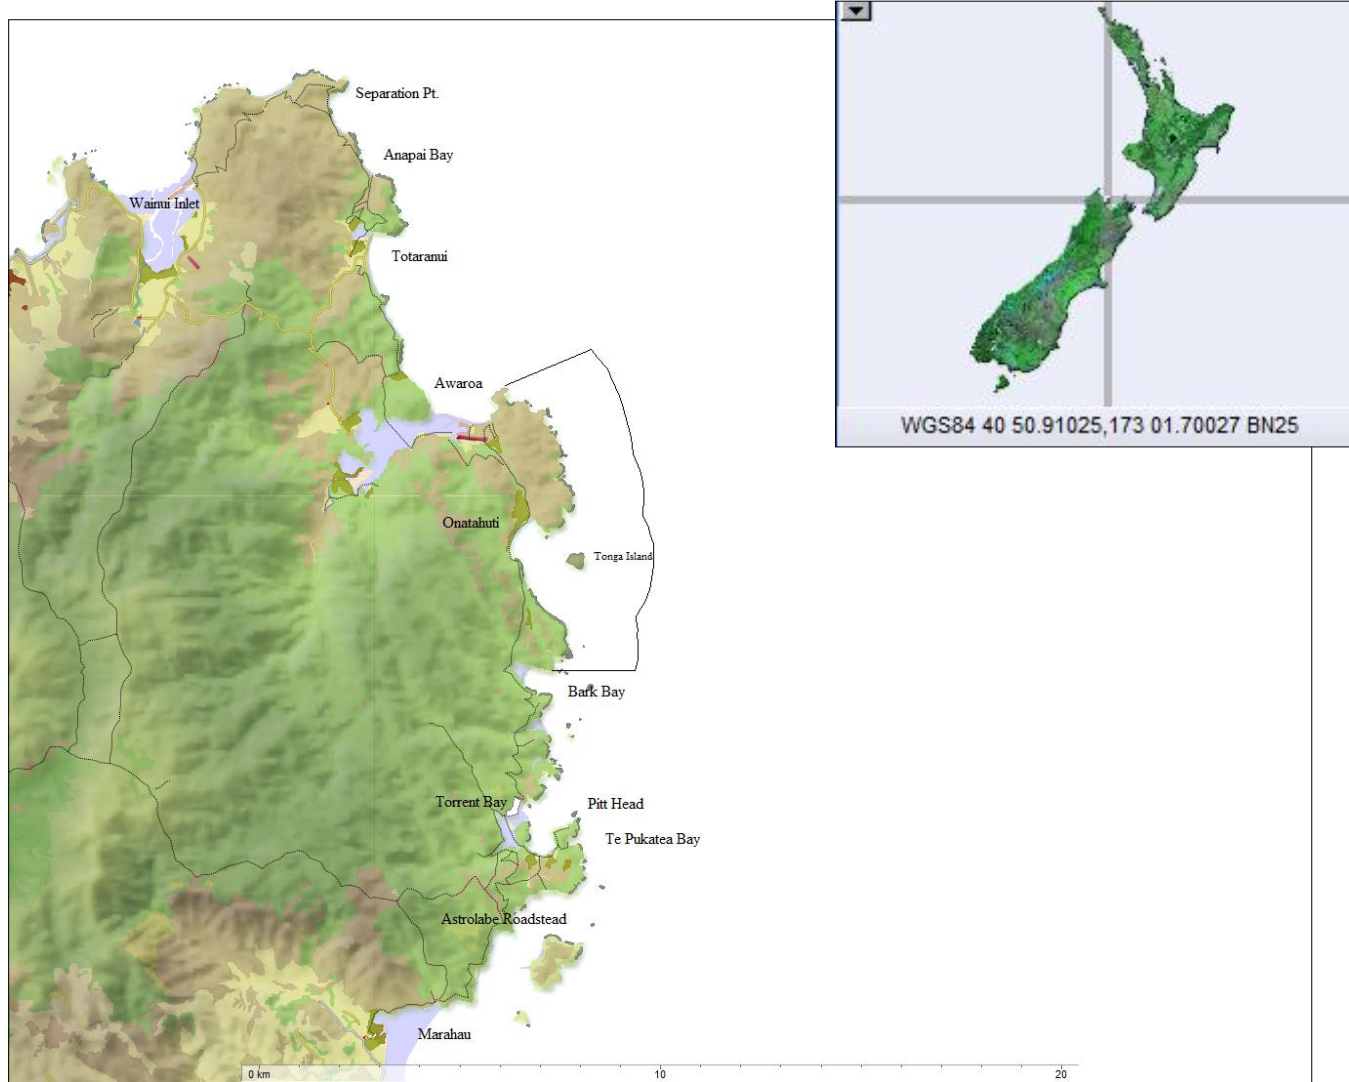 Separation Pt.
Anapai Bay
Wainui Inlet
Totaranui
Awaroa
WGS84 40 50.91025,173 01.70027 BN25
Onatahuti
Tonga Island
Bark Bay
Torrent Bay
Pitt Head
Te Pukatea Bay
Astrolabe Roadstead
Marahau
0 km 10 20